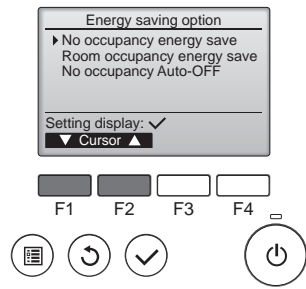 Energy saving option
No occupancy energy save
Room occupancy energy save
No occupancy Auto-OFF
Setting display: ✓
▼ Cursor ▲
F1 F2 F3 F4